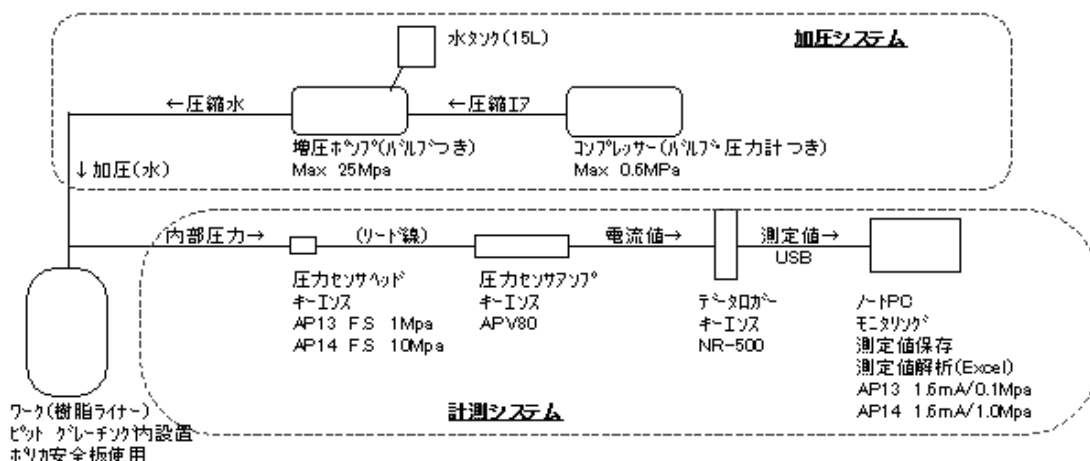 水タンク(15L)
加圧システム
←圧縮水
←圧縮エア
増圧ポンプ(バルブつき)
Max 25Mpa
コンプレッサー(バルブ・圧力計つき)
Max 0.6MPa
↓加圧(水)
内部圧力→
(リード線)
電流値→
測定値→
USB
圧力センサヘッド
キーエンス
AP13 F.S 1Mpa
AP14 F.S 10Mpa
圧力センサアンプ
キーエンス
APV80
データロガー
キーエンス
NR-500
ノートPC
モニタリング
測定値保存
測定値解析(Excel)
AP13 1.6mA/0.1Mpa
AP14 1.6mA/1.0Mpa
計測システム
ワーク(樹脂ライナー)
ピット グレーチング内設置
ポリカ安全板使用